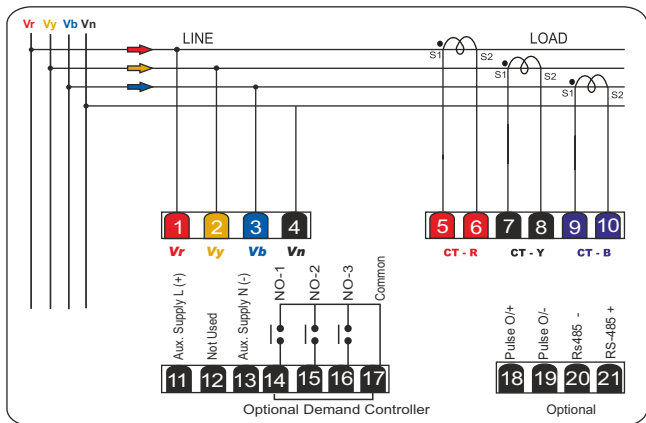 Vr Vy Vb Vn
LINE LOAD
S1 S2
S1 S2
S1 S2
1 2 3 4 5 6 7 8 9 10
Vr Vy Vb Vn CT - R CT - Y CT - B
Aux. Supply L (+)
Not Used
Aux. Supply N (-)
NO-1
NO-2
NO-3
Common
Pulse O/+
Pulse O/-
Rs485 -
RS-485 +
11 12 13 14 15 16 17 18 19 20 21
Optional Demand Controller Optional